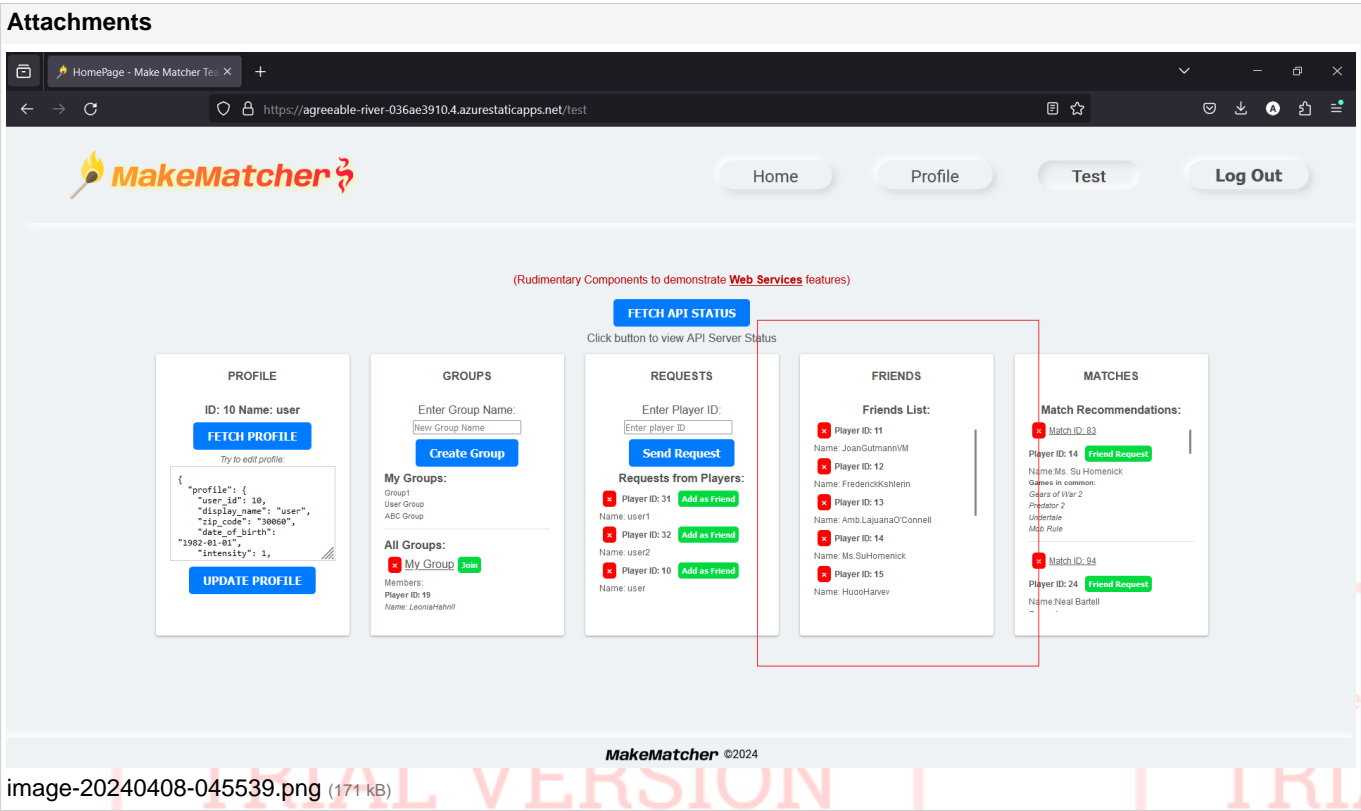 Attachments
HomePage - Make Matcher Tea
https://agreeable-river-036ae3910.4.azurestaticapps.net/test
A
MakeMatcher
Home
Profile
Test
Log Out
(Rudimentary Components to demonstrate Web Services features)
FETCH API STATUS
Click button to view API Server Status
PROFILE
ID: 10 Name: user
FETCH PROFILE
Try to edit profile:
{
"profile": {
"user_id": 10,
"display_name": "user",
"zip_code": "30060",
"date_of_birth":
"1982-01-01",
"intensity": 1,
UPDATE PROFILE
GROUPS
Enter Group Name:
New Group Name
Create Group
My Groups:
Group1
User Group
ABC Group
All Groups:
x My Group Join
Members:
Player ID: 19
Name: LeoniaHahnII
REQUESTS
Enter Player ID:
Enter player ID
Send Request
Requests from Players:
x Player ID: 31 Add as Friend
Name: user1
x Player ID: 32 Add as Friend
Name: user2
x Player ID: 10 Add as Friend
Name: user
FRIENDS
Friends List:
x Player ID: 11
Name: JoanGutmannVM
x Player ID: 12
Name: FrederickKshlerin
x Player ID: 13
Name: Amb.LajuanaO'Connell
x Player ID: 14
Name: Ms.SuHomenick
x Player ID: 15
Name: HugoHarvey
MATCHES
Match Recommendations:
x Match ID: 83
Player ID: 14 Friend Request
Name:Ms. Su Homenick
Games in common:
Gears of War 2
Predator 2
Undertale
Mob Rule
x Match ID: 94
Player ID: 24 Friend Request
Name:Neal Bartell
MakeMatcher ©2024
TRIAL VERSION
image-20240408-045539.png (171 kB)